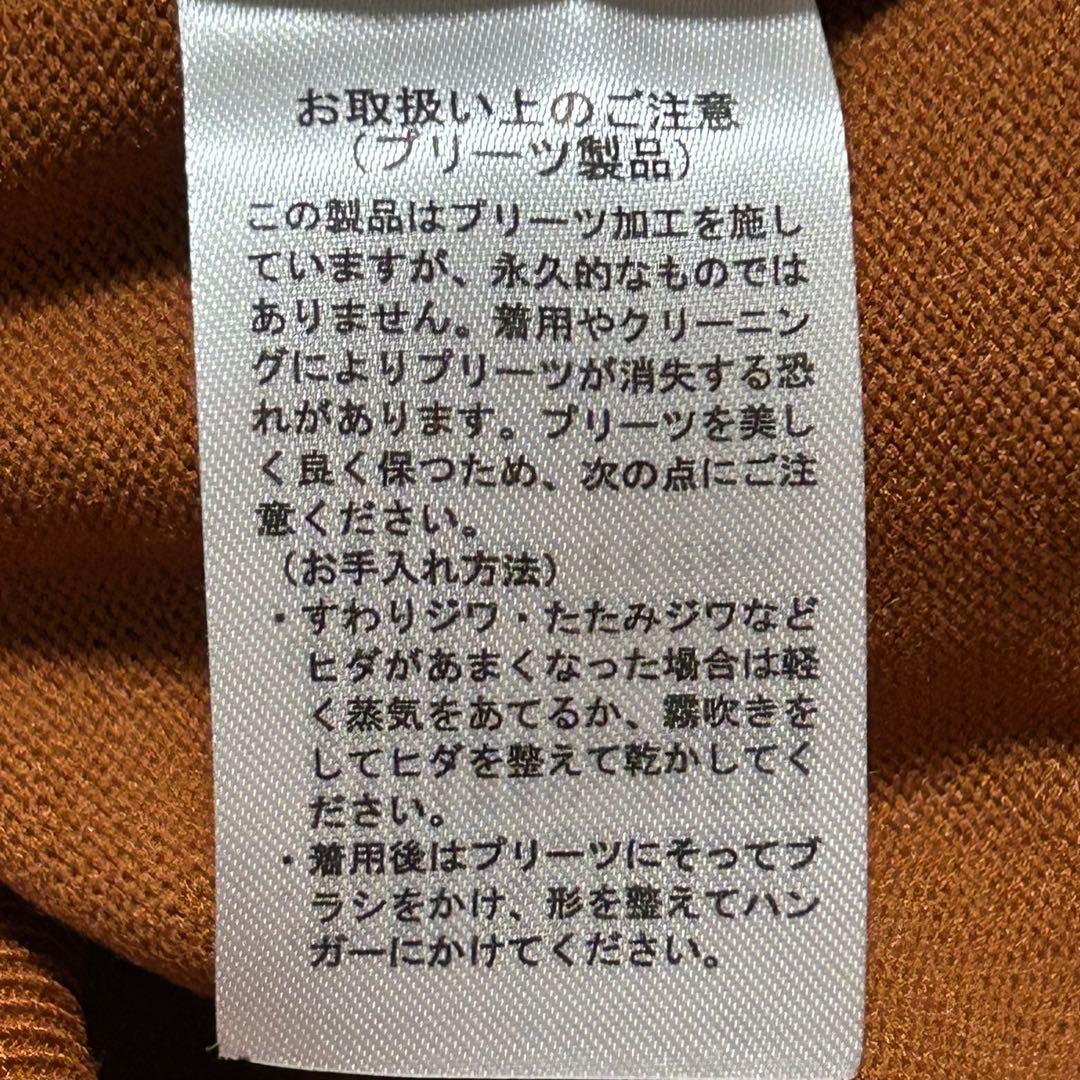 お取扱い上のご注意
（プリーツ製品）
この製品はプリーツ加工を施し
ていますが、永久的なものでは
ありません。着用やクリーニン
グによりプリーツが消失する恐
れがあります。プリーツを美し
く良く保つため、次の点にご注
意ください。
（お手入れ方法）
・すわりジワ・たたみジワなど
ヒダがあまくなった場合は軽
く蒸気をあてるか、霧吹きを
してヒダを整えて乾かしてく
ださい。
・着用後はプリーツにそってブ
ラシをかけ、形を整えてハン
ガーにかけてください。